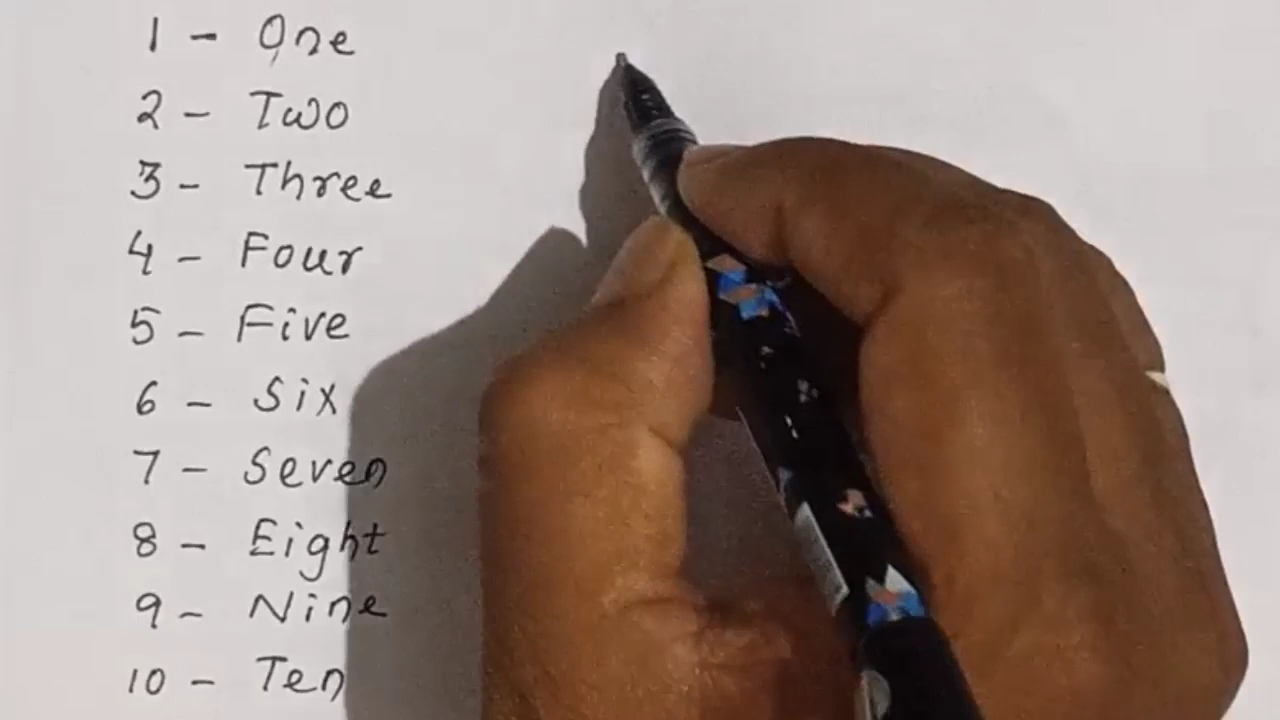 1 - One
2 - Two
3 - Three
4 - Four
5 - Five
6 - Six
7 - Seven
8 - Eight
9 - Nine
10 - Ten